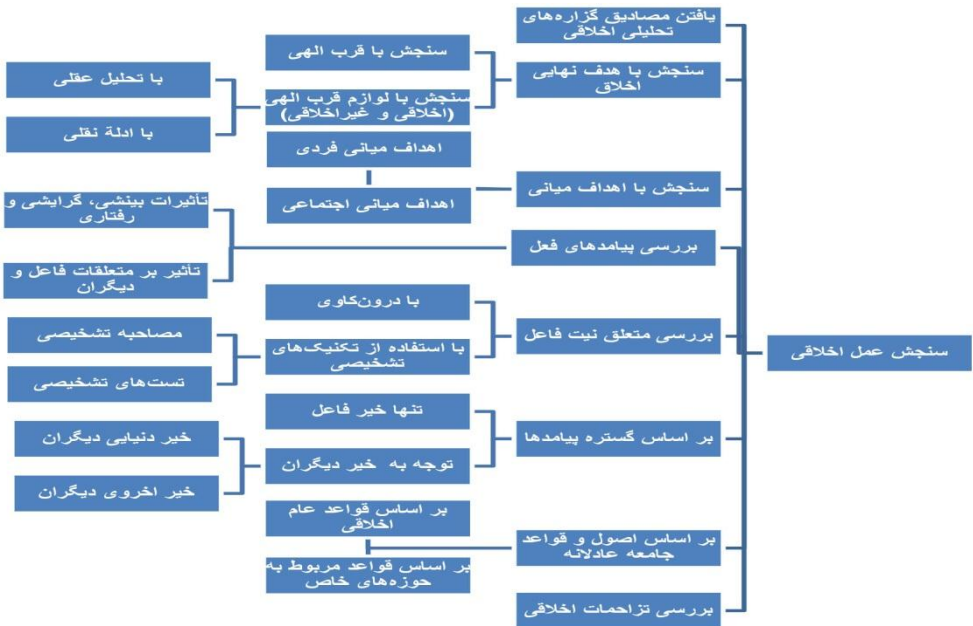 سنجش عمل اخلاقی
یافتن مصادیق گزاره‌های
تحلیلی اخلاقی
سنجش با هدف نهایی
اخلاق
سنجش با قرب الهی
سنجش با لوازم قرب الهی
(اخلاقی و غیراخلاقی)
با تحلیل عقلی
با ادلة نقلی
سنجش با اهداف میانی
اهداف میانی فردی
اهداف میانی اجتماعی
بررسی پیامدهای فعل
تأثیرات بینشی، گرایشی و
رفتاری
تأثیر بر متعلقات فاعل و
دیگران
بررسی متعلق نیت فاعل
با درون‌کاوی
با استفاده از تکنیک‌های
تشخیصی
مصاحبه تشخیصی
تست‌های تشخیصی
بر اساس گستره پیامدها
تنها خیر فاعل
توجه به خیر دیگران
خیر دنیایی دیگران
خیر اخروی دیگران
بر اساس اصول و قواعد
جامعه عادلانه
بر اساس قواعد عام
اخلاقی
بر اساس قواعد مربوط به
حوزه‌های خاص
بررسی تزاحمات اخلاقی